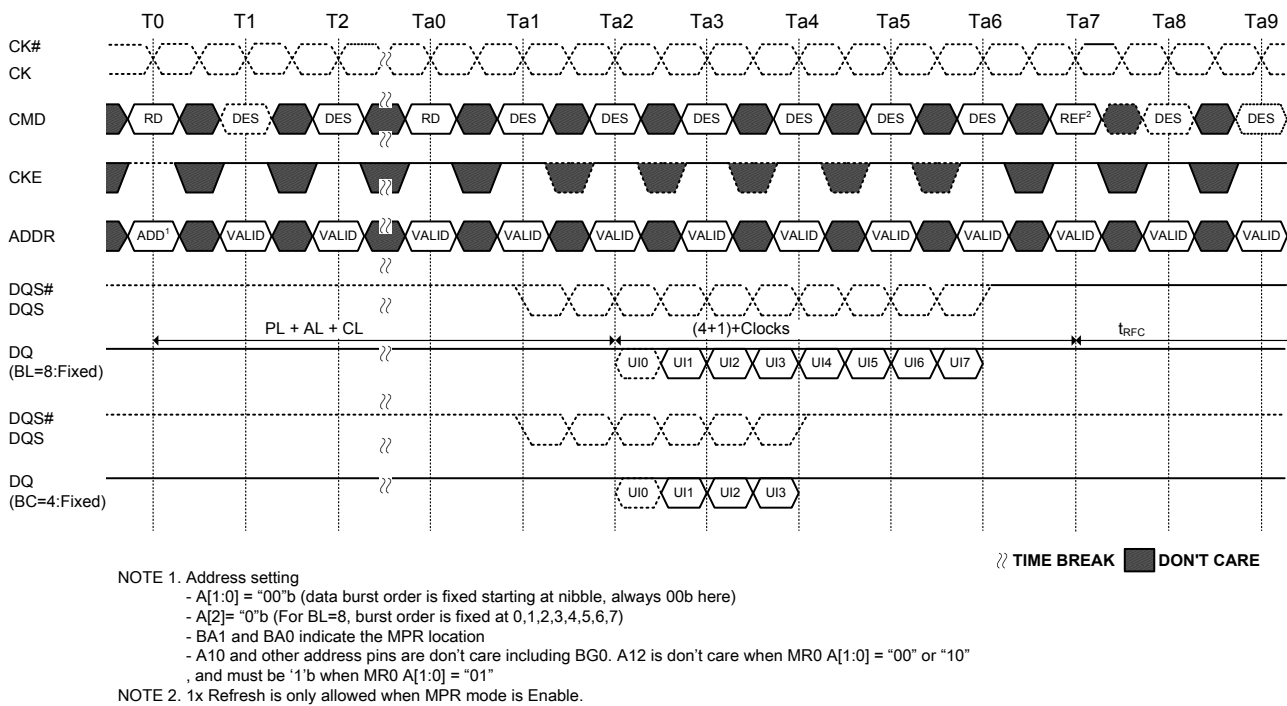 T0 T1 T2 Ta0 Ta1 Ta2 Ta3 Ta4 Ta5 Ta6 Ta7 Ta8 Ta9
CK#
CK
CMD RD DES DES RD DES DES DES DES DES DES REF2 DES DES
CKE
ADDR ADD1 VALID VALID VALID VALID VALID VALID VALID VALID VALID VALID VALID VALID
DQS#
DQS
PL + AL + CL (4+1)+Clocks tRFC
DQ
(BL=8:Fixed) UI0 UI1 UI2 UI3 UI4 UI5 UI6 UI7
DQS#
DQS
DQ
(BC=4:Fixed) UI0 UI1 UI2 UI3
TIME BREAK DON'T CARE
NOTE 1. Address setting
- A[1:0] = “00”b (data burst order is fixed starting at nibble, always 00b here)
- A[2]= “0”b (For BL=8, burst order is fixed at 0,1,2,3,4,5,6,7)
- BA1 and BA0 indicate the MPR location
- A10 and other address pins are don’t care including BG0. A12 is don’t care when MR0 A[1:0] = “00” or “10”
, and must be ‘1’b when MR0 A[1:0] = “01”
NOTE 2. 1x Refresh is only allowed when MPR mode is Enable.